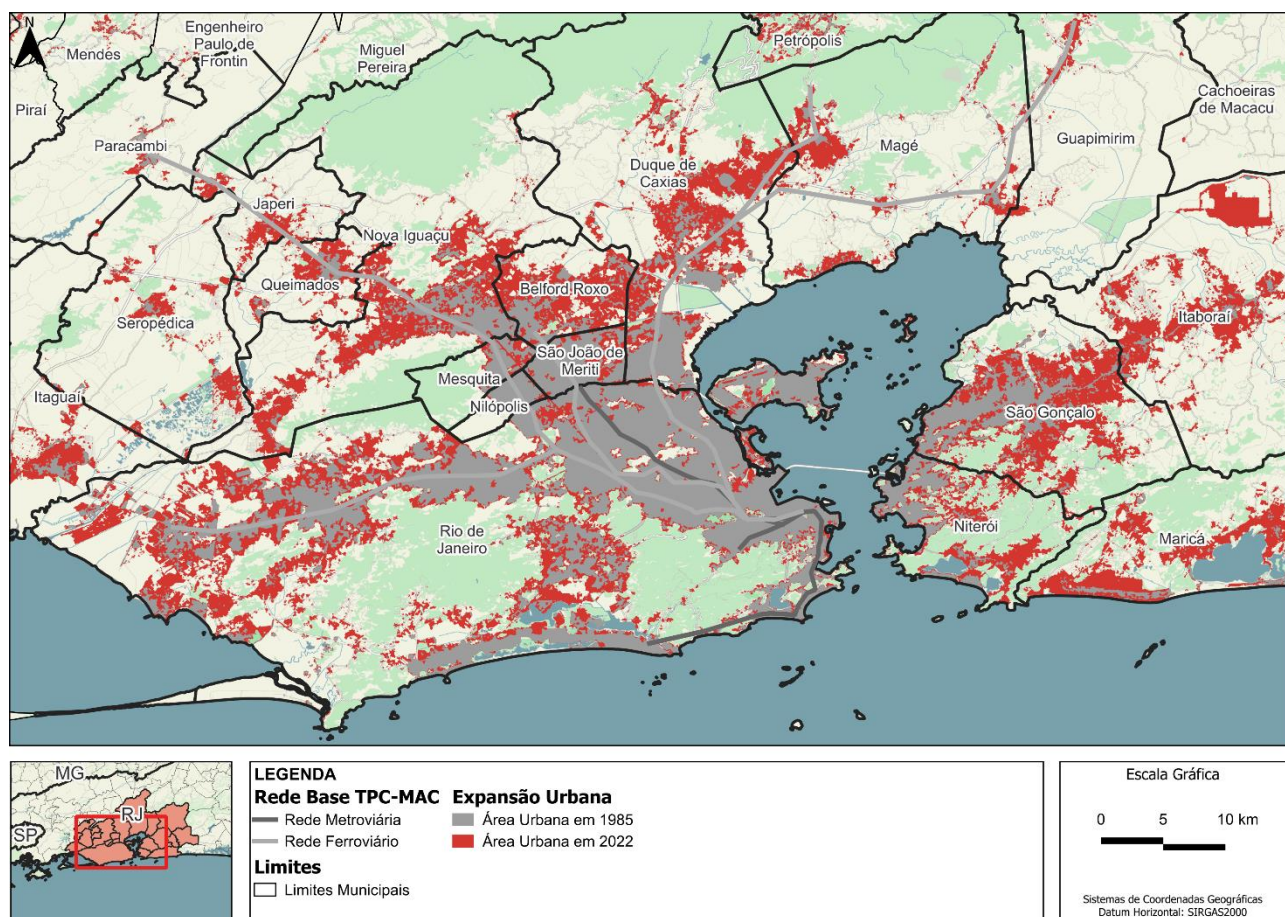 N
Mendes
Engenheiro
Paulo de
Frontin
Miguel
Pereira
Petrópolis
Piraí
Cachoeiras
de Macacu
Paracambi
Magé
Guapimirim
Duque de
Caxias
Japeri
Nova Iguaçu
Queimados
Belford Roxo
Seropédica
Itaboraí
São João de
Meriti
Mesquita
Itaguaí
Nilópolis
São Gonçalo
Rio de
Janeiro
Niterói
Maricá
MG
RJ
SP
LEGENDA
Rede Base TPC-MAC
Rede Metroviária
Rede Ferroviário
Limites
Limites Municipais
Expansão Urbana
Área Urbana em 1985
Área Urbana em 2022
Escala Gráfica
0 5 10 km
Sistemas de Coordenadas Geográficas
Datum Horizontal: SIRGAS2000